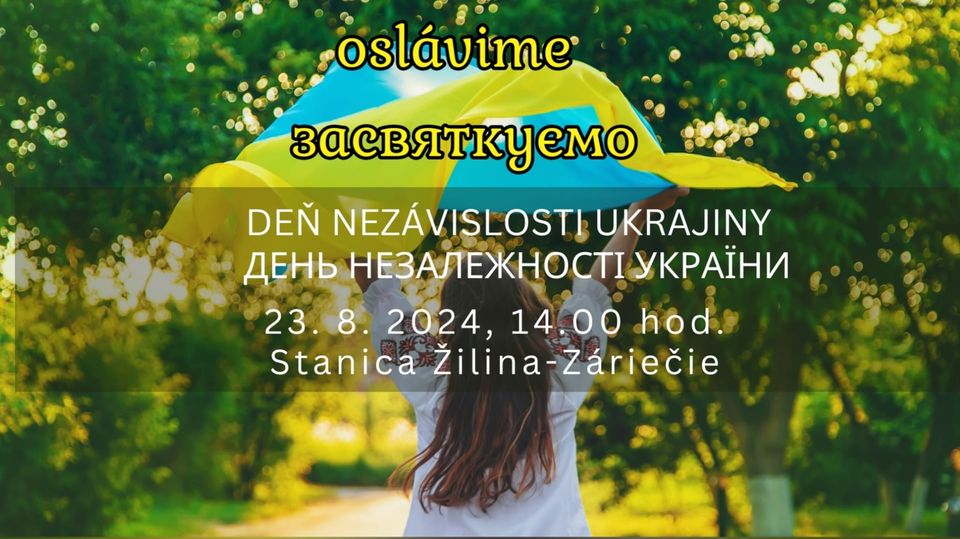 oslávime
засвяткуємо
DEŇ NEZÁVISLOSTI UKRAJINY
ДЕНЬ НЕЗАЛЕЖНОСТІ УКРАЇНИ
23. 8. 2024, 14.00 hod.
Stanica Žilina-Záriečie